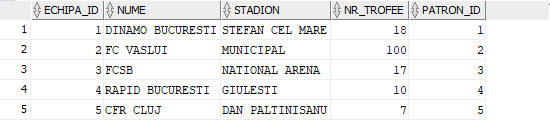 ECHIPA_ID NUME STADION NR_TROFEE PATRON_ID
1 1 DINAMO BUCURESTI STEFAN CEL MARE 18 1
2 2 FC VASLUI MUNICIPAL 100 2
3 3 FCSB NATIONAL ARENA 17 3
4 4 RAPID BUCURESTI GIULESTI 10 4
5 5 CFR CLUJ DAN PALTINISANU 7 5